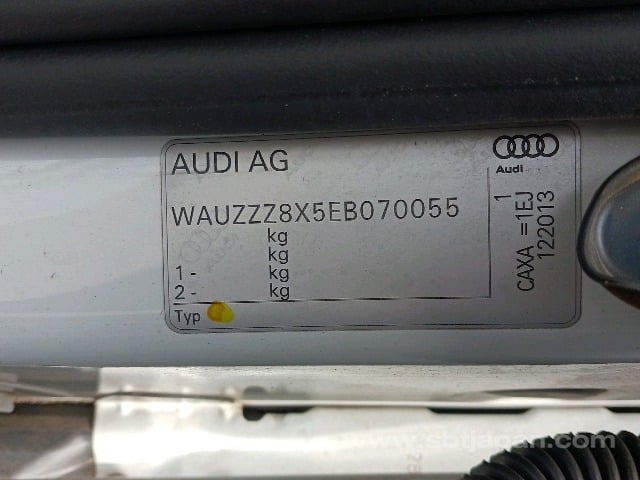 AUDI AG
Audi
WAUZZZ8X5EB070055
kg
kg
1 - kg
2 - kg
Typ
1
CAXA =1EJ
122013
www.sbtjapan.com